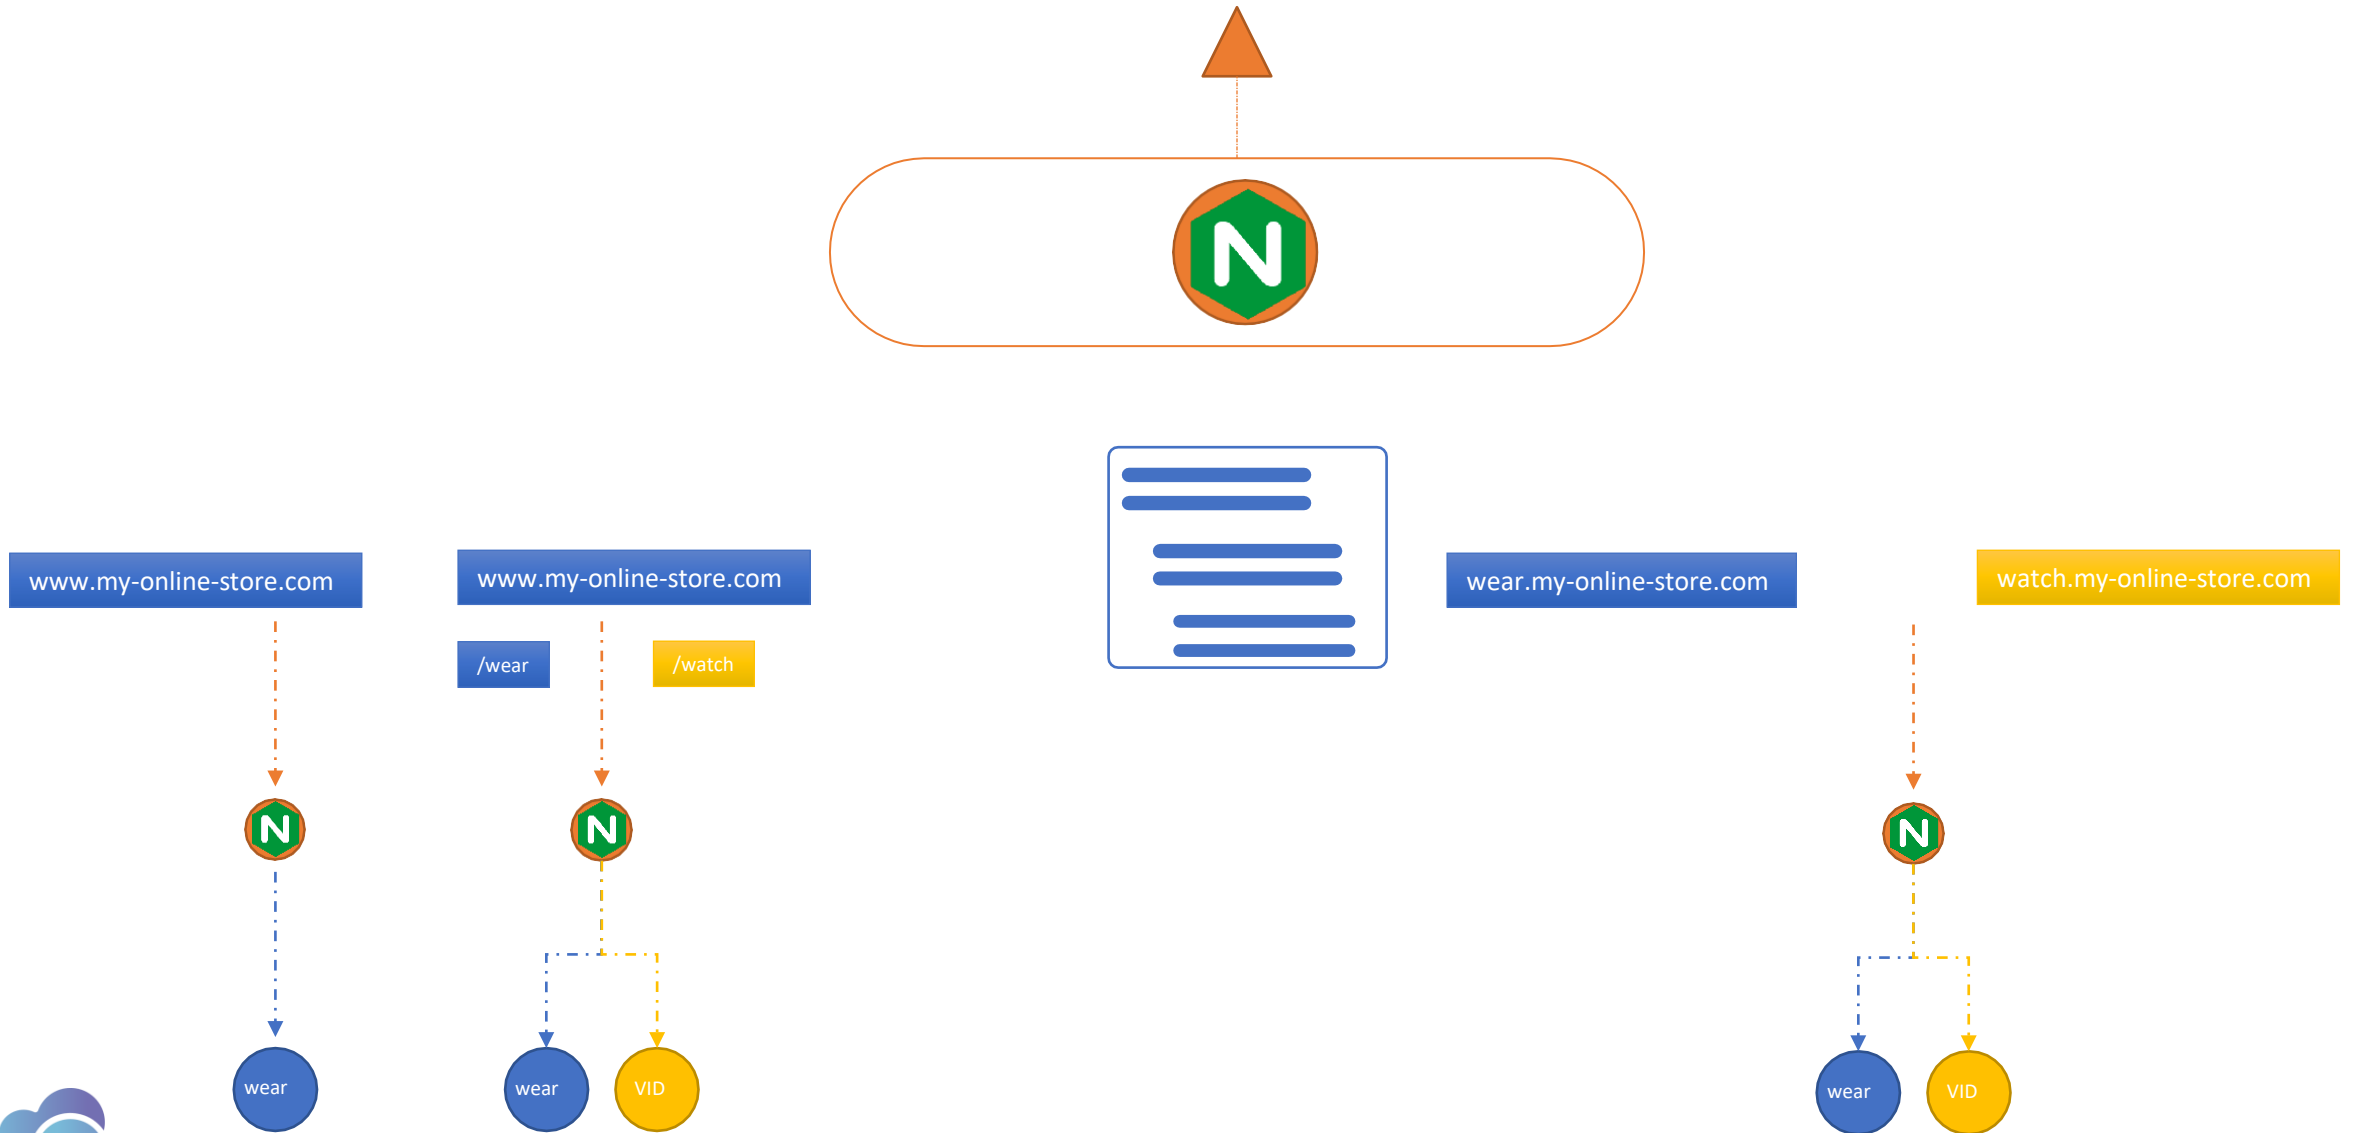 N
www.my-online-store.com
www.my-online-store.com
wear.my-online-store.com
watch.my-online-store.com
/wear
/watch
N
N
N
wear
wear
VID
wear
VID